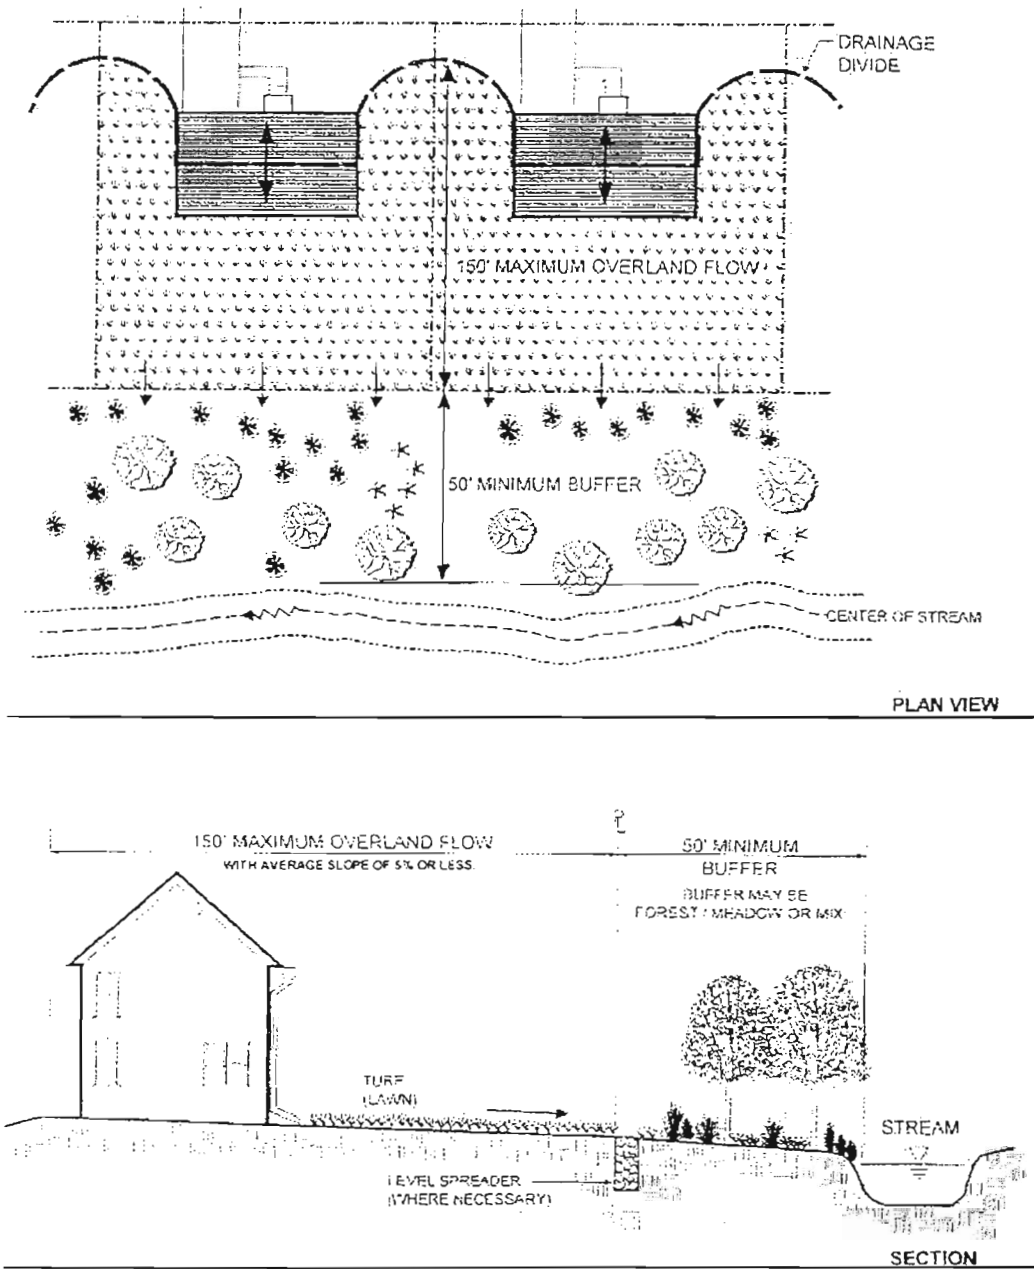 DRAINAGE
DIVIDE
150' MAXIMUM OVERLAND FLOW
50' MINIMUM BUFFER
CENTER OF STREAM
PLAN VIEW
150' MAXIMUM OVERLAND FLOW
WITH AVERAGE SLOPE OF 5% OR LESS.
PL
50' MINIMUM
BUFFER
BUFFER MAY BE
FOREST / MEADOW OR MIX
TURF
(LAWN)
STREAM
LEVEL SPREADER
(WHERE NECESSARY)
SECTION